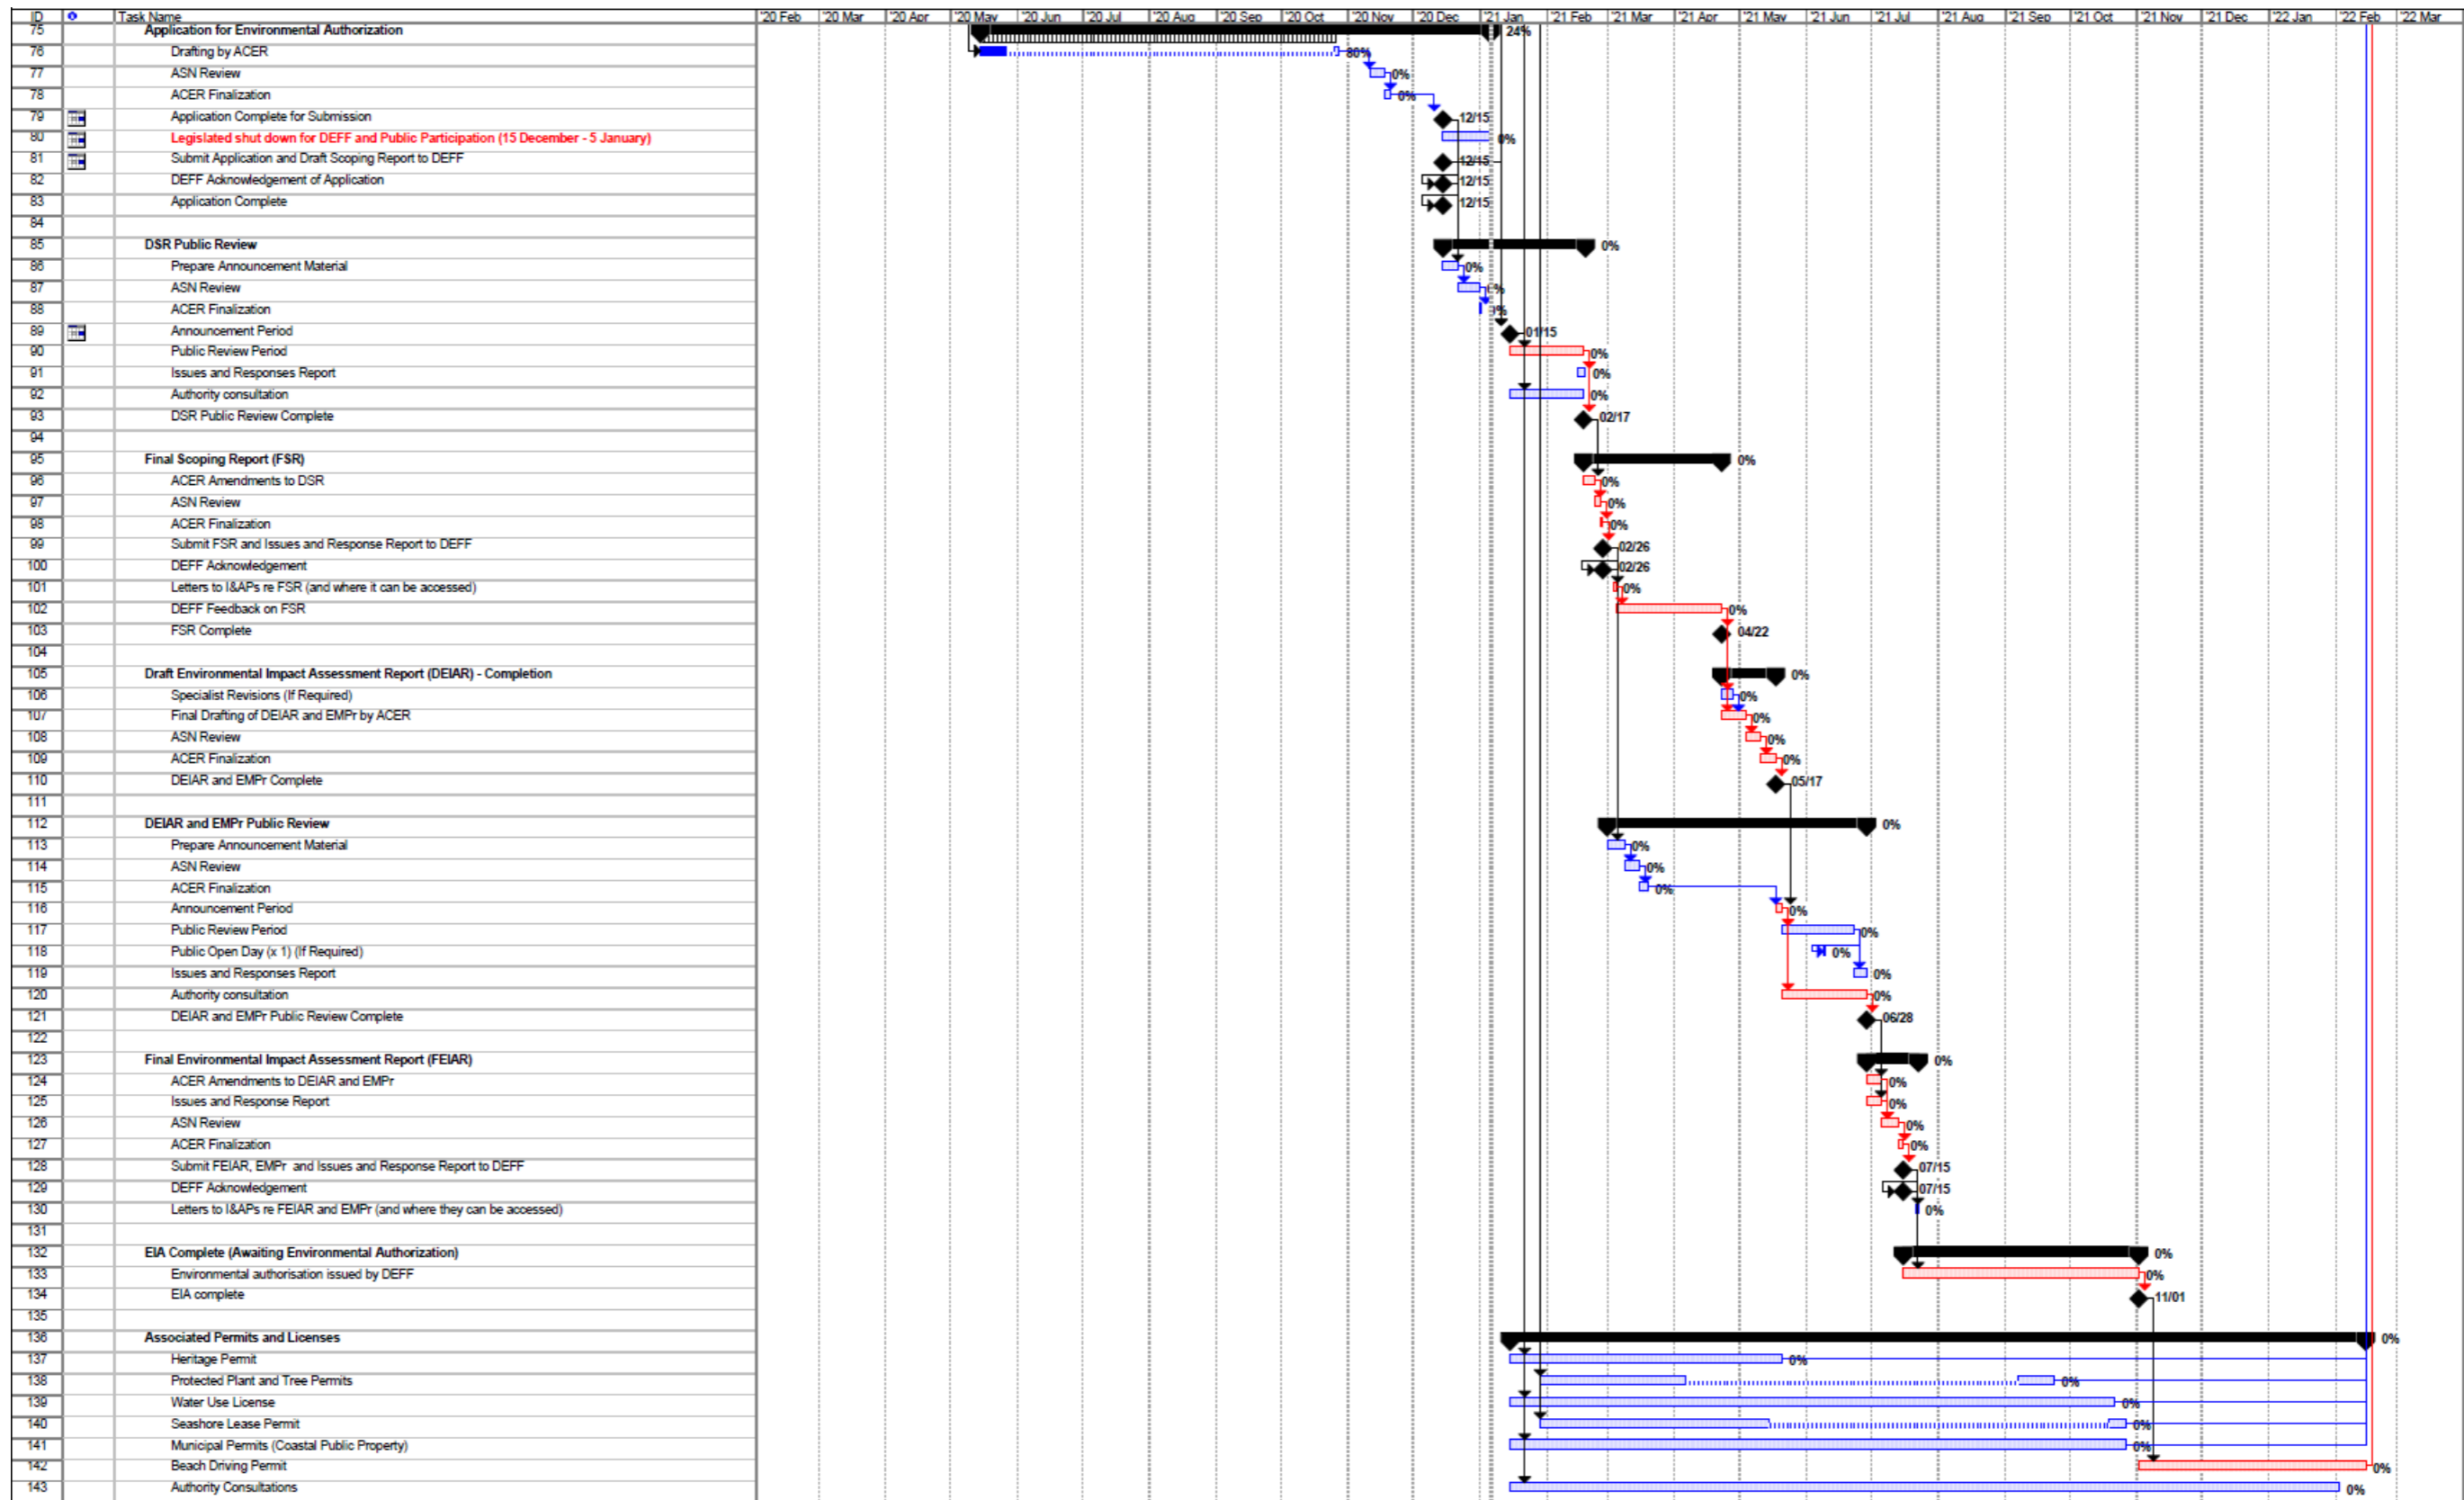 ID Task Name '20 Feb '20 Mar '20 Apr '20 May '20 Jun '20 Jul '20 Aug '20 Sep '20 Oct '20 Nov '20 Dec '21 Jan '21 Feb '21 Mar '21 Apr '21 May '21 Jun '21 Jul '21 Aug '21 Sep '21 Oct '21 Nov '21 Dec '22 Jan '22 Feb '22 Mar
75 Application for Environmental Authorization 24%
76 Drafting by ACER 80%
77 ASN Review 0%
78 ACER Finalization 0%
79 Application Complete for Submission 12/15
80 Legislated shut down for DEFF and Public Participation (15 December - 5 January) 0%
81 Submit Application and Draft Scoping Report to DEFF 12/15
82 DEFF Acknowledgement of Application 12/15
83 Application Complete 12/15
84
85 DSR Public Review 0%
86 Prepare Announcement Material 0%
87 ASN Review 0%
88 ACER Finalization 0%
89 Announcement Period 01/15
90 Public Review Period 0%
91 Issues and Responses Report 0%
92 Authority consultation 0%
93 DSR Public Review Complete 02/17
94
95 Final Scoping Report (FSR) 0%
96 ACER Amendments to DSR 0%
97 ASN Review 0%
98 ACER Finalization 0%
99 Submit FSR and Issues and Response Report to DEFF 02/26
100 DEFF Acknowledgement 02/26
101 Letters to I&APs re FSR (and where it can be accessed) 0%
102 DEFF Feedback on FSR 0%
103 FSR Complete 04/22
104
105 Draft Environmental Impact Assessment Report (DEIAR) - Completion 0%
106 Specialist Revisions (If Required) 0%
107 Final Drafting of DEIAR and EMPr by ACER 0%
108 ASN Review 0%
109 ACER Finalization 0%
110 DEIAR and EMPr Complete 05/17
111
112 DEIAR and EMPr Public Review 0%
113 Prepare Announcement Material 0%
114 ASN Review 0%
115 ACER Finalization 0%
116 Announcement Period 0%
117 Public Review Period 0%
118 Public Open Day (x 1) (If Required) 0%
119 Issues and Responses Report 0%
120 Authority consultation 0%
121 DEIAR and EMPr Public Review Complete 06/28
122
123 Final Environmental Impact Assessment Report (FEIAR) 0%
124 ACER Amendments to DEIAR and EMPr 0%
125 Issues and Response Report 0%
126 ASN Review 0%
127 ACER Finalization 0%
128 Submit FEIAR, EMPr and Issues and Response Report to DEFF 07/15
129 DEFF Acknowledgement 07/15
130 Letters to I&APs re FEIAR and EMPr (and where they can be accessed) 0%
131
132 EIA Complete (Awaiting Environmental Authorization) 0%
133 Environmental authorisation issued by DEFF 0%
134 EIA complete 11/01
135
136 Associated Permits and Licenses 0%
137 Heritage Permit 0%
138 Protected Plant and Tree Permits 0%
139 Water Use License 0%
140 Seashore Lease Permit 0%
141 Municipal Permits (Coastal Public Property) 0%
142 Beach Driving Permit 0%
143 Authority Consultations 0%